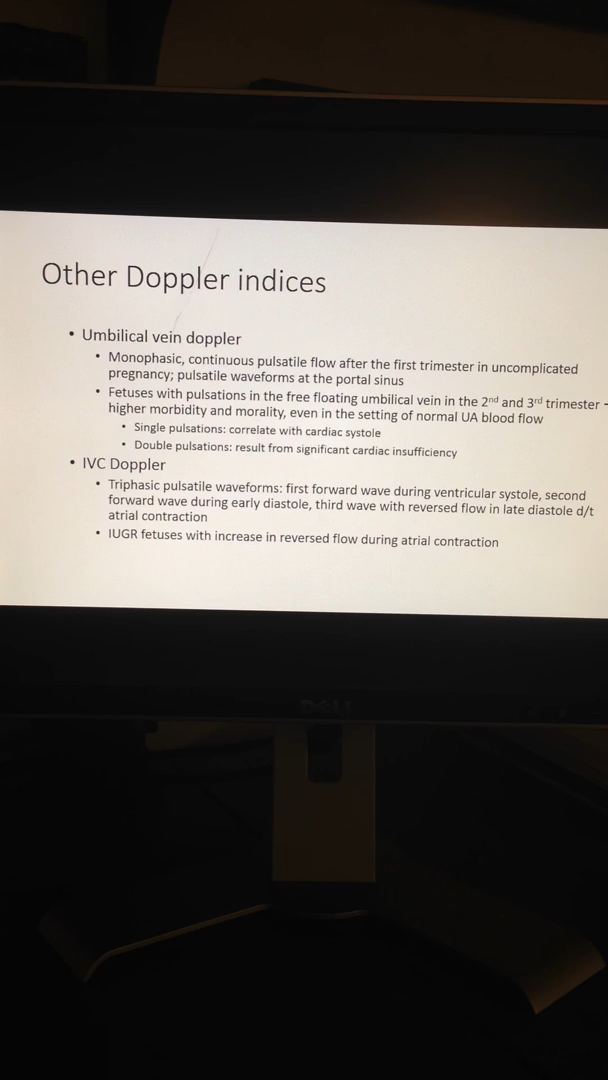 Other Doppler indices
• Umbilical vein doppler
• Monophasic, continuous pulsatile flow after the first trimester in uncomplicated
pregnancy; pulsatile waveforms at the portal sinus
• Fetuses with pulsations in the free floating umbilical vein in the 2nd and 3rd trimester –
higher morbidity and morality, even in the setting of normal UA blood flow
• Single pulsations: correlate with cardiac systole
• Double pulsations: result from significant cardiac insufficiency
• IVC Doppler
• Triphasic pulsatile waveforms: first forward wave during ventricular systole, second
forward wave during early diastole, third wave with reversed flow in late diastole d/t
atrial contraction
• IUGR fetuses with increase in reversed flow during atrial contraction
DELL